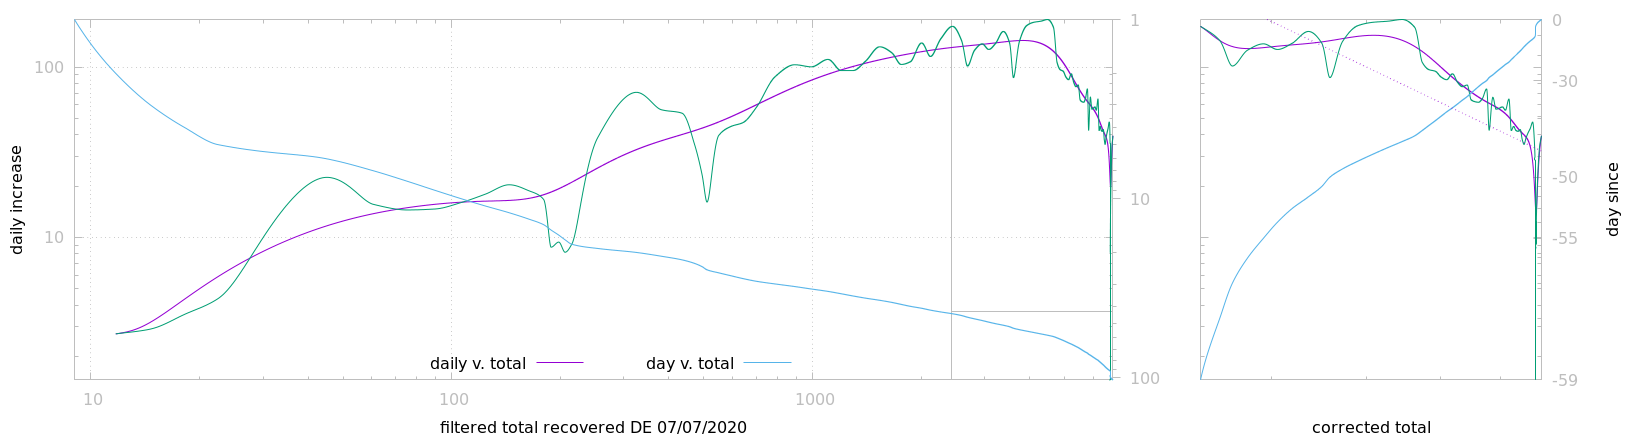 100
10
daily increase
10
100
1000
1
10
100
daily v. total
day v. total
filtered total recovered DE 07/07/2020
0
-30
-50
-55
-59
day since
corrected total